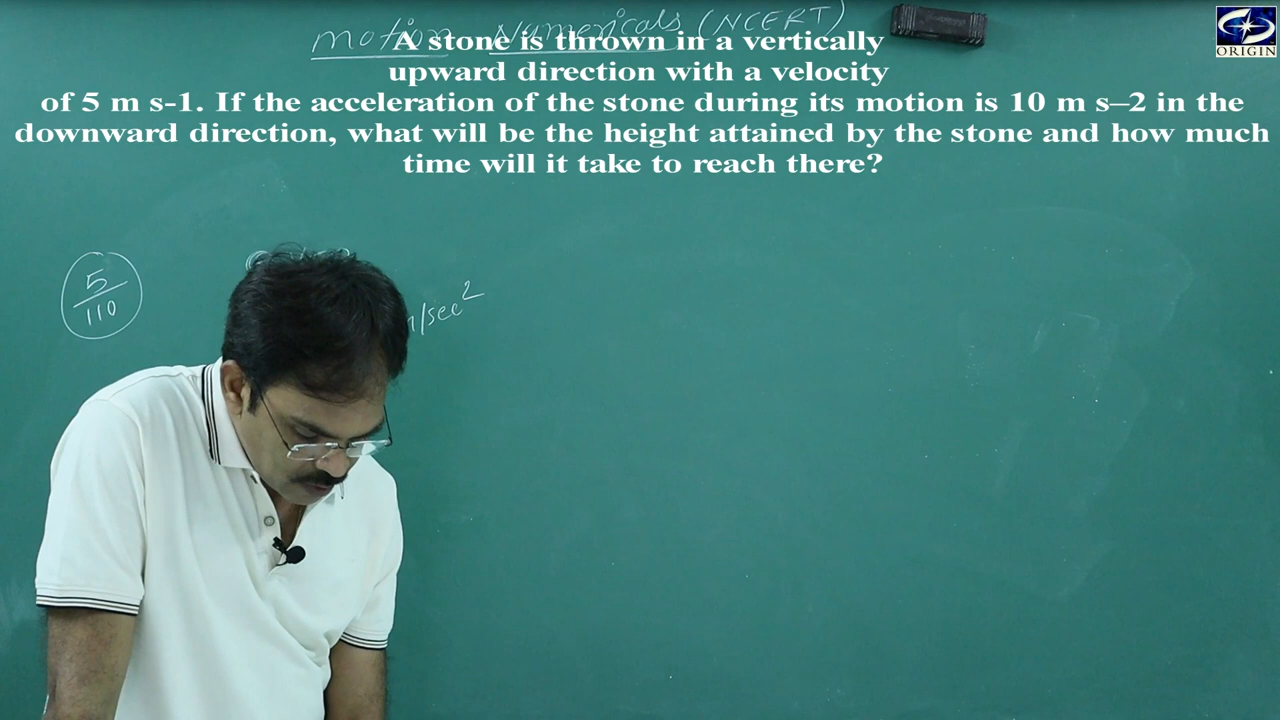 motion Numericals (NCERT)
A stone is thrown in a vertically
upward direction with a velocity
of 5 m s-1. If the acceleration of the stone during its motion is 10 m s–2 in the
downward direction, what will be the height attained by the stone and how much
time will it take to reach there?
ORIGIN
5
110
/sec2